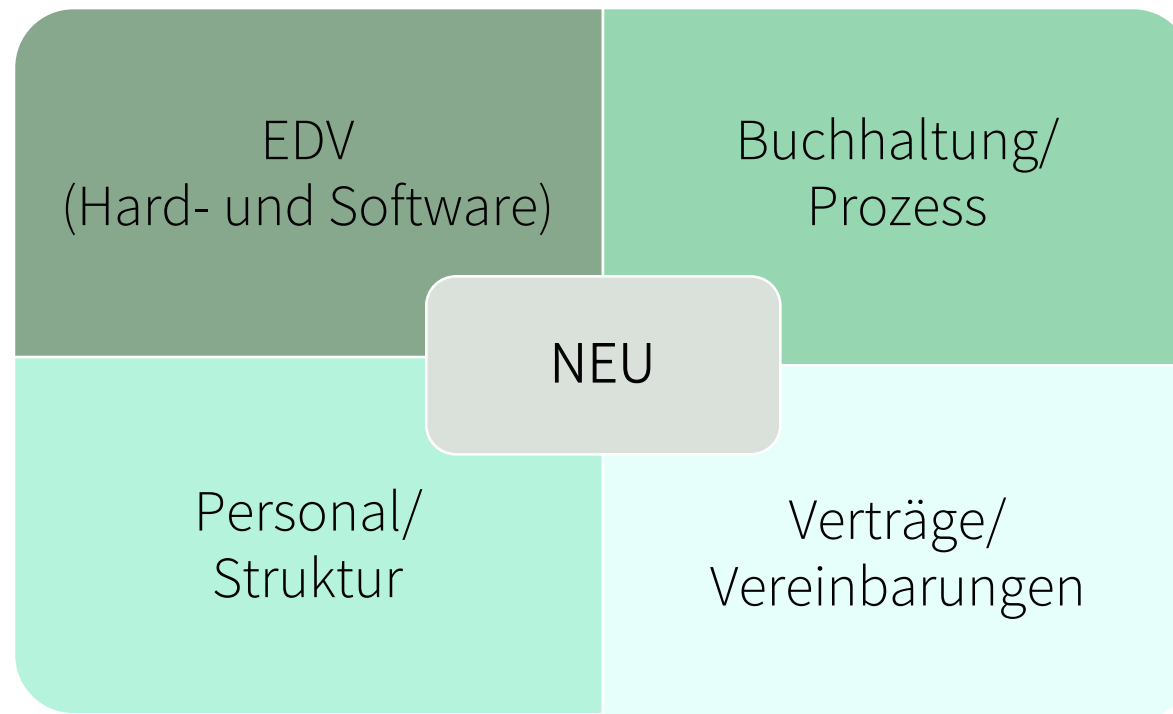 EDV
(Hard- und Software)
Buchhaltung/
Prozess
NEU
Personal/
Struktur
Verträge/
Vereinbarungen